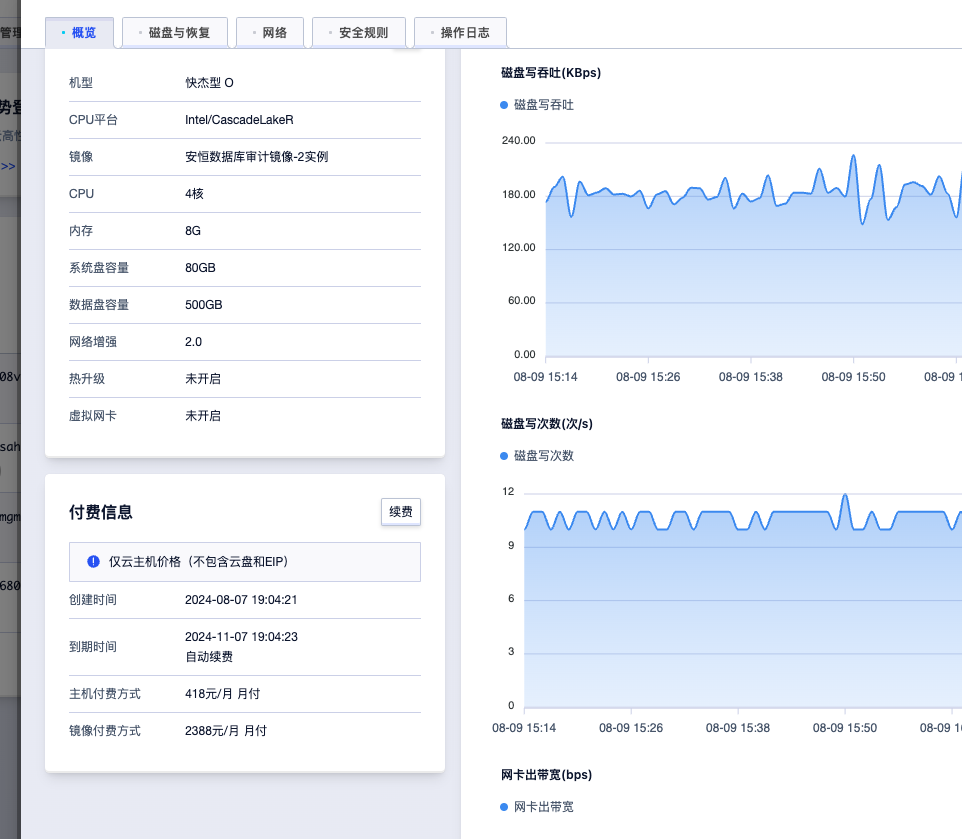 概览
磁盘与恢复
网络
安全规则
操作日志
管理
势登
高性
>>
08v
sah
mgm
680
机型
快杰型 O
CPU平台
Intel/CascadeLakeR
镜像
安恒数据库审计镜像-2实例
CPU
4核
内存
8G
系统盘容量
80GB
数据盘容量
500GB
网络增强
2.0
热升级
未开启
虚拟网卡
未开启
付费信息
续费
仅云主机价格（不包含云盘和EIP）
创建时间
2024-08-07 19:04:21
到期时间
2024-11-07 19:04:23
自动续费
主机付费方式
418元/月 月付
镜像付费方式
2388元/月 月付
磁盘写吞吐(KBps)
磁盘写吞吐
240.00
180.00
120.00
60.00
0.00
08-09 15:14
08-09 15:26
08-09 15:38
08-09 15:50
08-09 1
磁盘写次数(次/s)
磁盘写次数
12
9
6
3
0
08-09 15:14
08-09 15:26
08-09 15:38
08-09 15:50
08-09 1
网卡出带宽(bps)
网卡出带宽